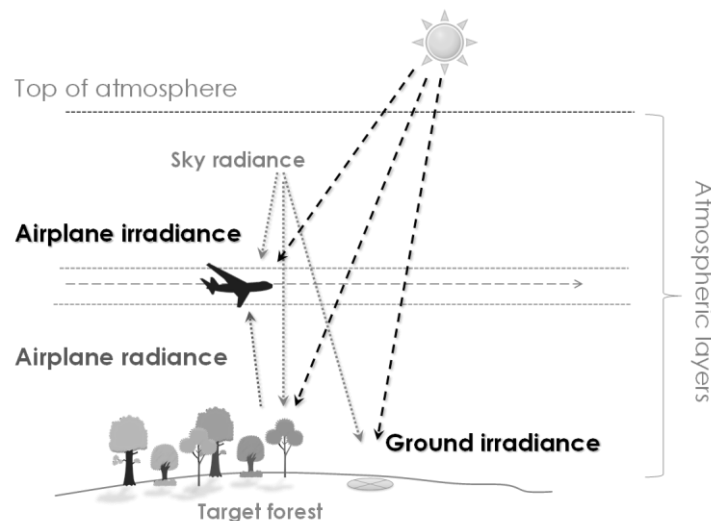 Top of atmosphere
Sky radiance
Airplane irradiance
Airplane radiance
Ground irradiance
Target forest
Atmospheric layers